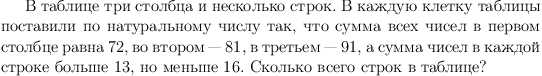 В таблице три столбца и несколько строк. В каждую клетку таблицы
поставили по натуральному числу так, что сумма всех чисел в первом
столбце равна 72, во втором — 81, в третьем — 91, а сумма чисел в каждой
строке больше 13, но меньше 16. Сколько всего строк в таблице?